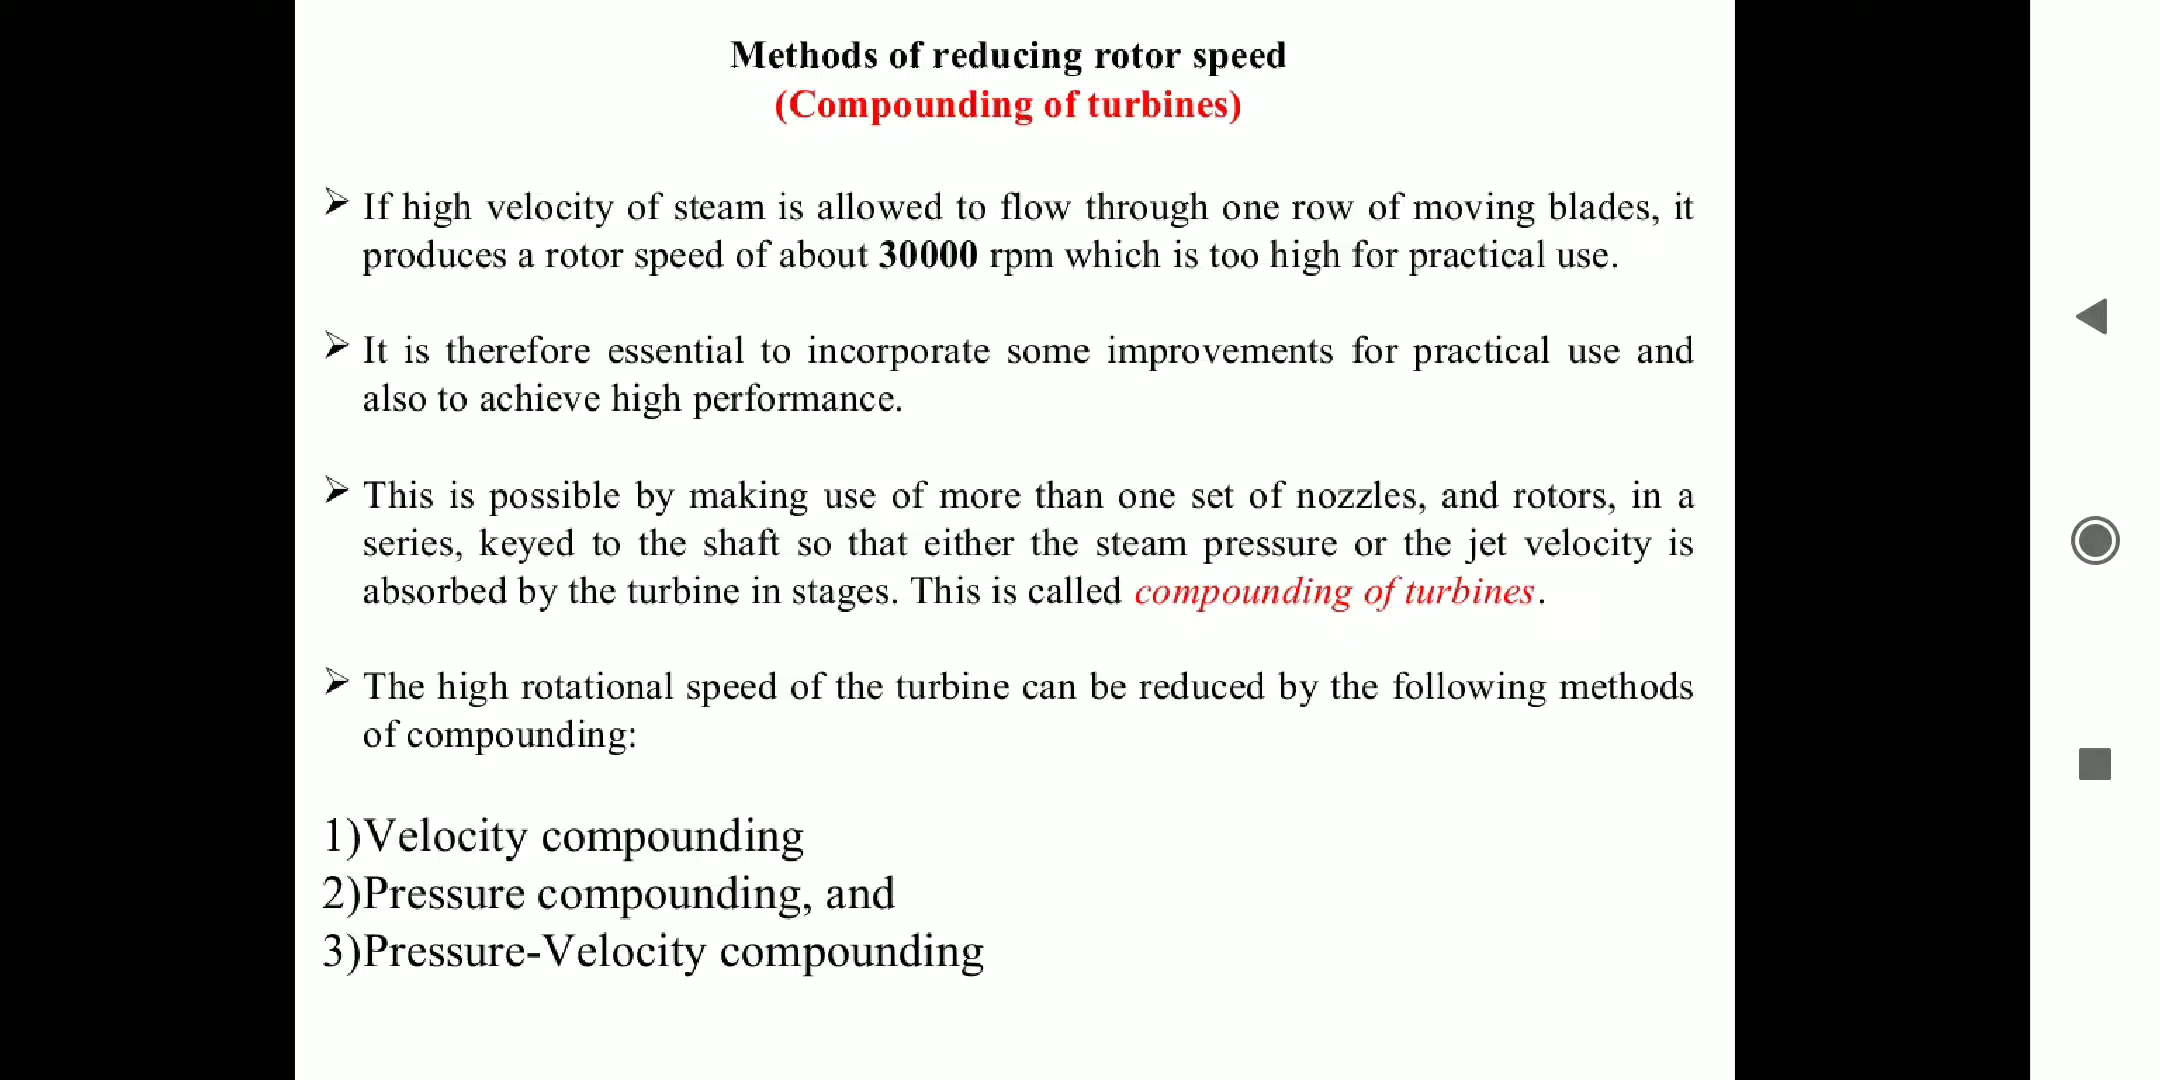 Methods of reducing rotor speed
(Compounding of turbines)
➢ If high velocity of steam is allowed to flow through one row of moving blades, it
produces a rotor speed of about 30000 rpm which is too high for practical use.
➢ It is therefore essential to incorporate some improvements for practical use and
also to achieve high performance.
➢ This is possible by making use of more than one set of nozzles, and rotors, in a
series, keyed to the shaft so that either the steam pressure or the jet velocity is
absorbed by the turbine in stages. This is called compounding of turbines.
➢ The high rotational speed of the turbine can be reduced by the following methods
of compounding:
1)Velocity compounding
2)Pressure compounding, and
3)Pressure-Velocity compounding